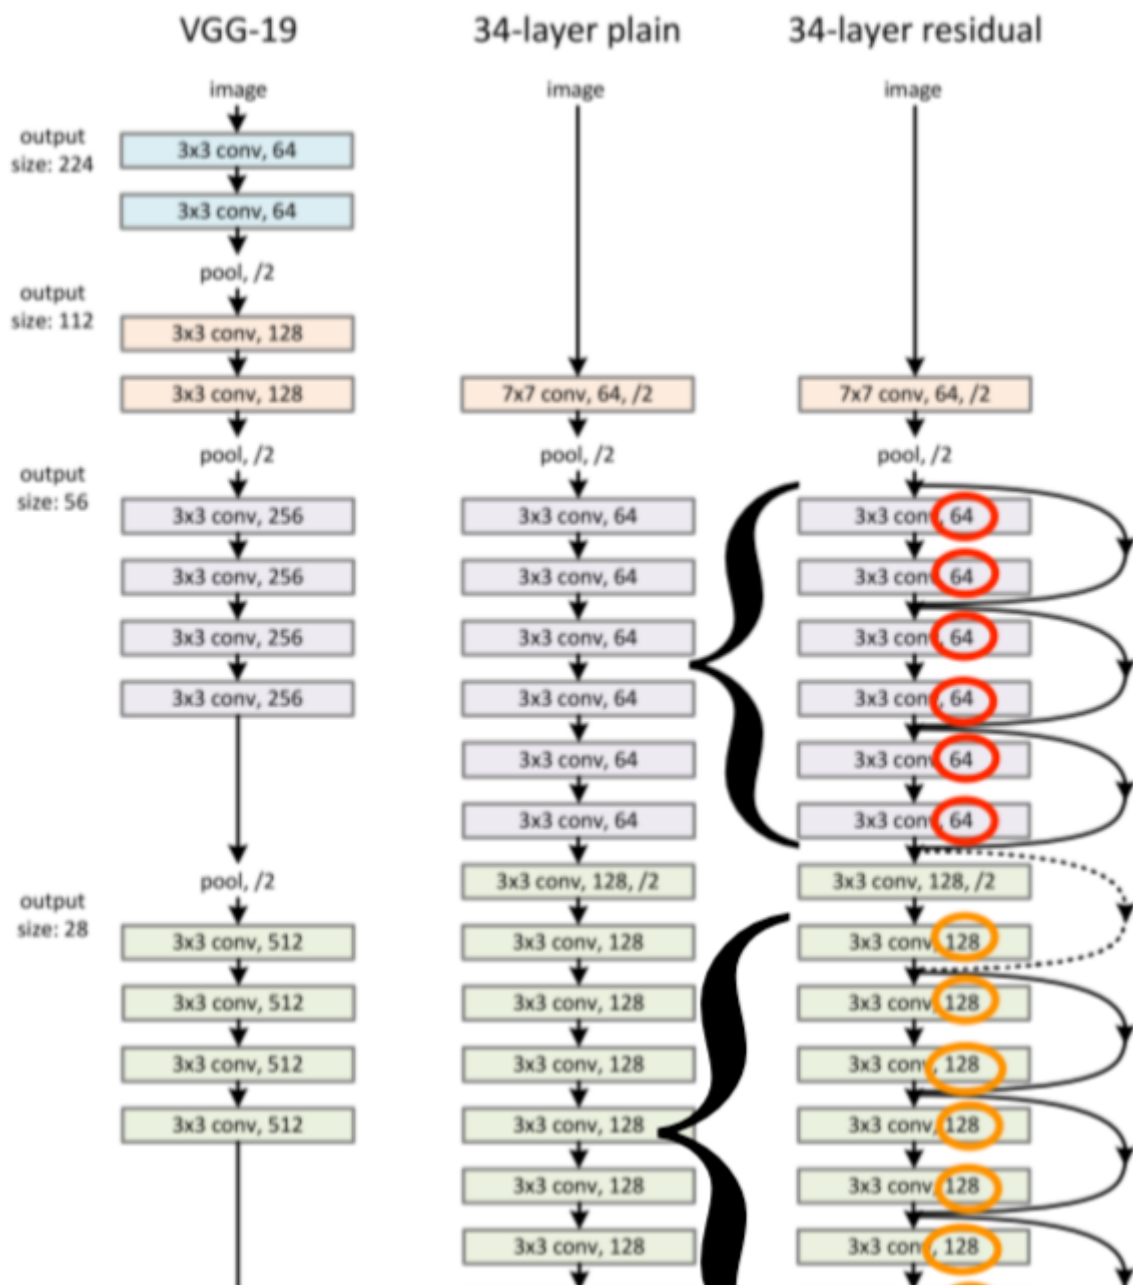 VGG-19
34-layer plain
34-layer residual
image
image
image
output
size: 224
3x3 conv, 64
3x3 conv, 64
pool, /2
output
size: 112
3x3 conv, 128
3x3 conv, 128
7x7 conv, 64, /2
7x7 conv, 64, /2
pool, /2
pool, /2
pool, /2
output
size: 56
3x3 conv, 256
3x3 conv, 64
3x3 conv, 64
3x3 conv, 256
3x3 conv, 64
3x3 conv, 64
3x3 conv, 256
3x3 conv, 64
3x3 conv, 64
3x3 conv, 256
3x3 conv, 64
3x3 conv, 64
3x3 conv, 64
3x3 conv, 64
3x3 conv, 64
3x3 conv, 64
pool, /2
3x3 conv, 128, /2
3x3 conv, 128, /2
output
size: 28
3x3 conv, 512
3x3 conv, 128
3x3 conv, 128
3x3 conv, 512
3x3 conv, 128
3x3 conv, 128
3x3 conv, 512
3x3 conv, 128
3x3 conv, 128
3x3 conv, 512
3x3 conv, 128
3x3 conv, 128
3x3 conv, 128
3x3 conv, 128
3x3 conv, 128
3x3 conv, 128